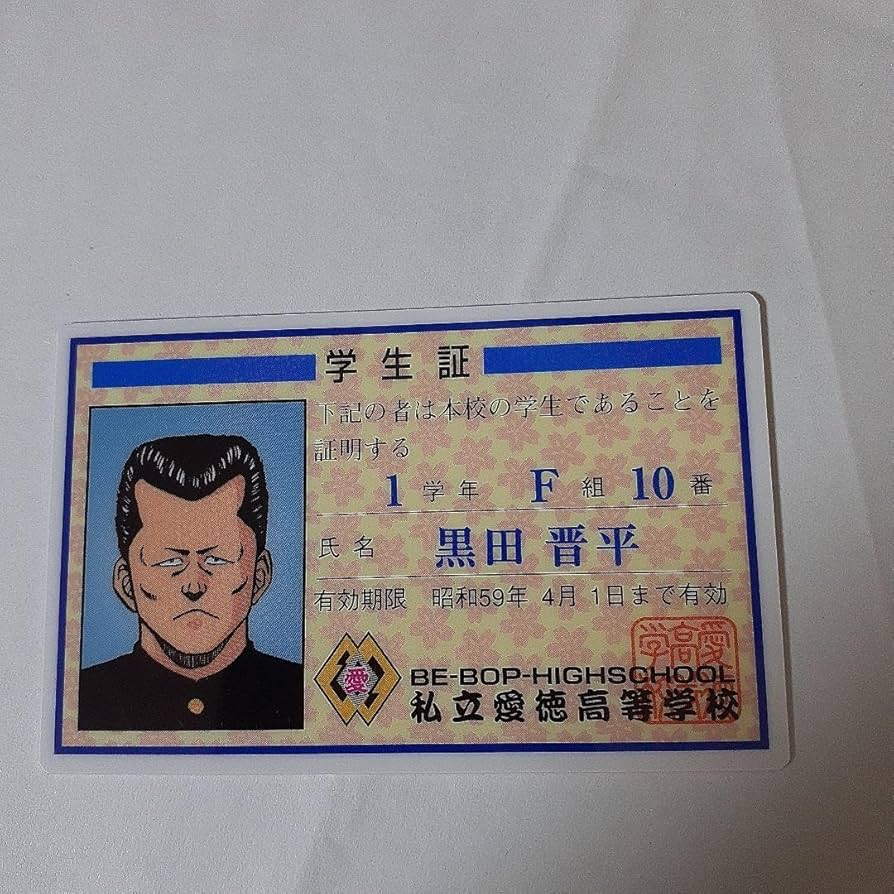 学生証
下記の者は本校の学生であることを
証明する
1 学年 F 組 10 番
氏名 黒田 晋平
有効期限 昭和59年 4月 1日まで有効
愛
BE-BOP-HIGHSCHOOL
私立愛徳高等学校